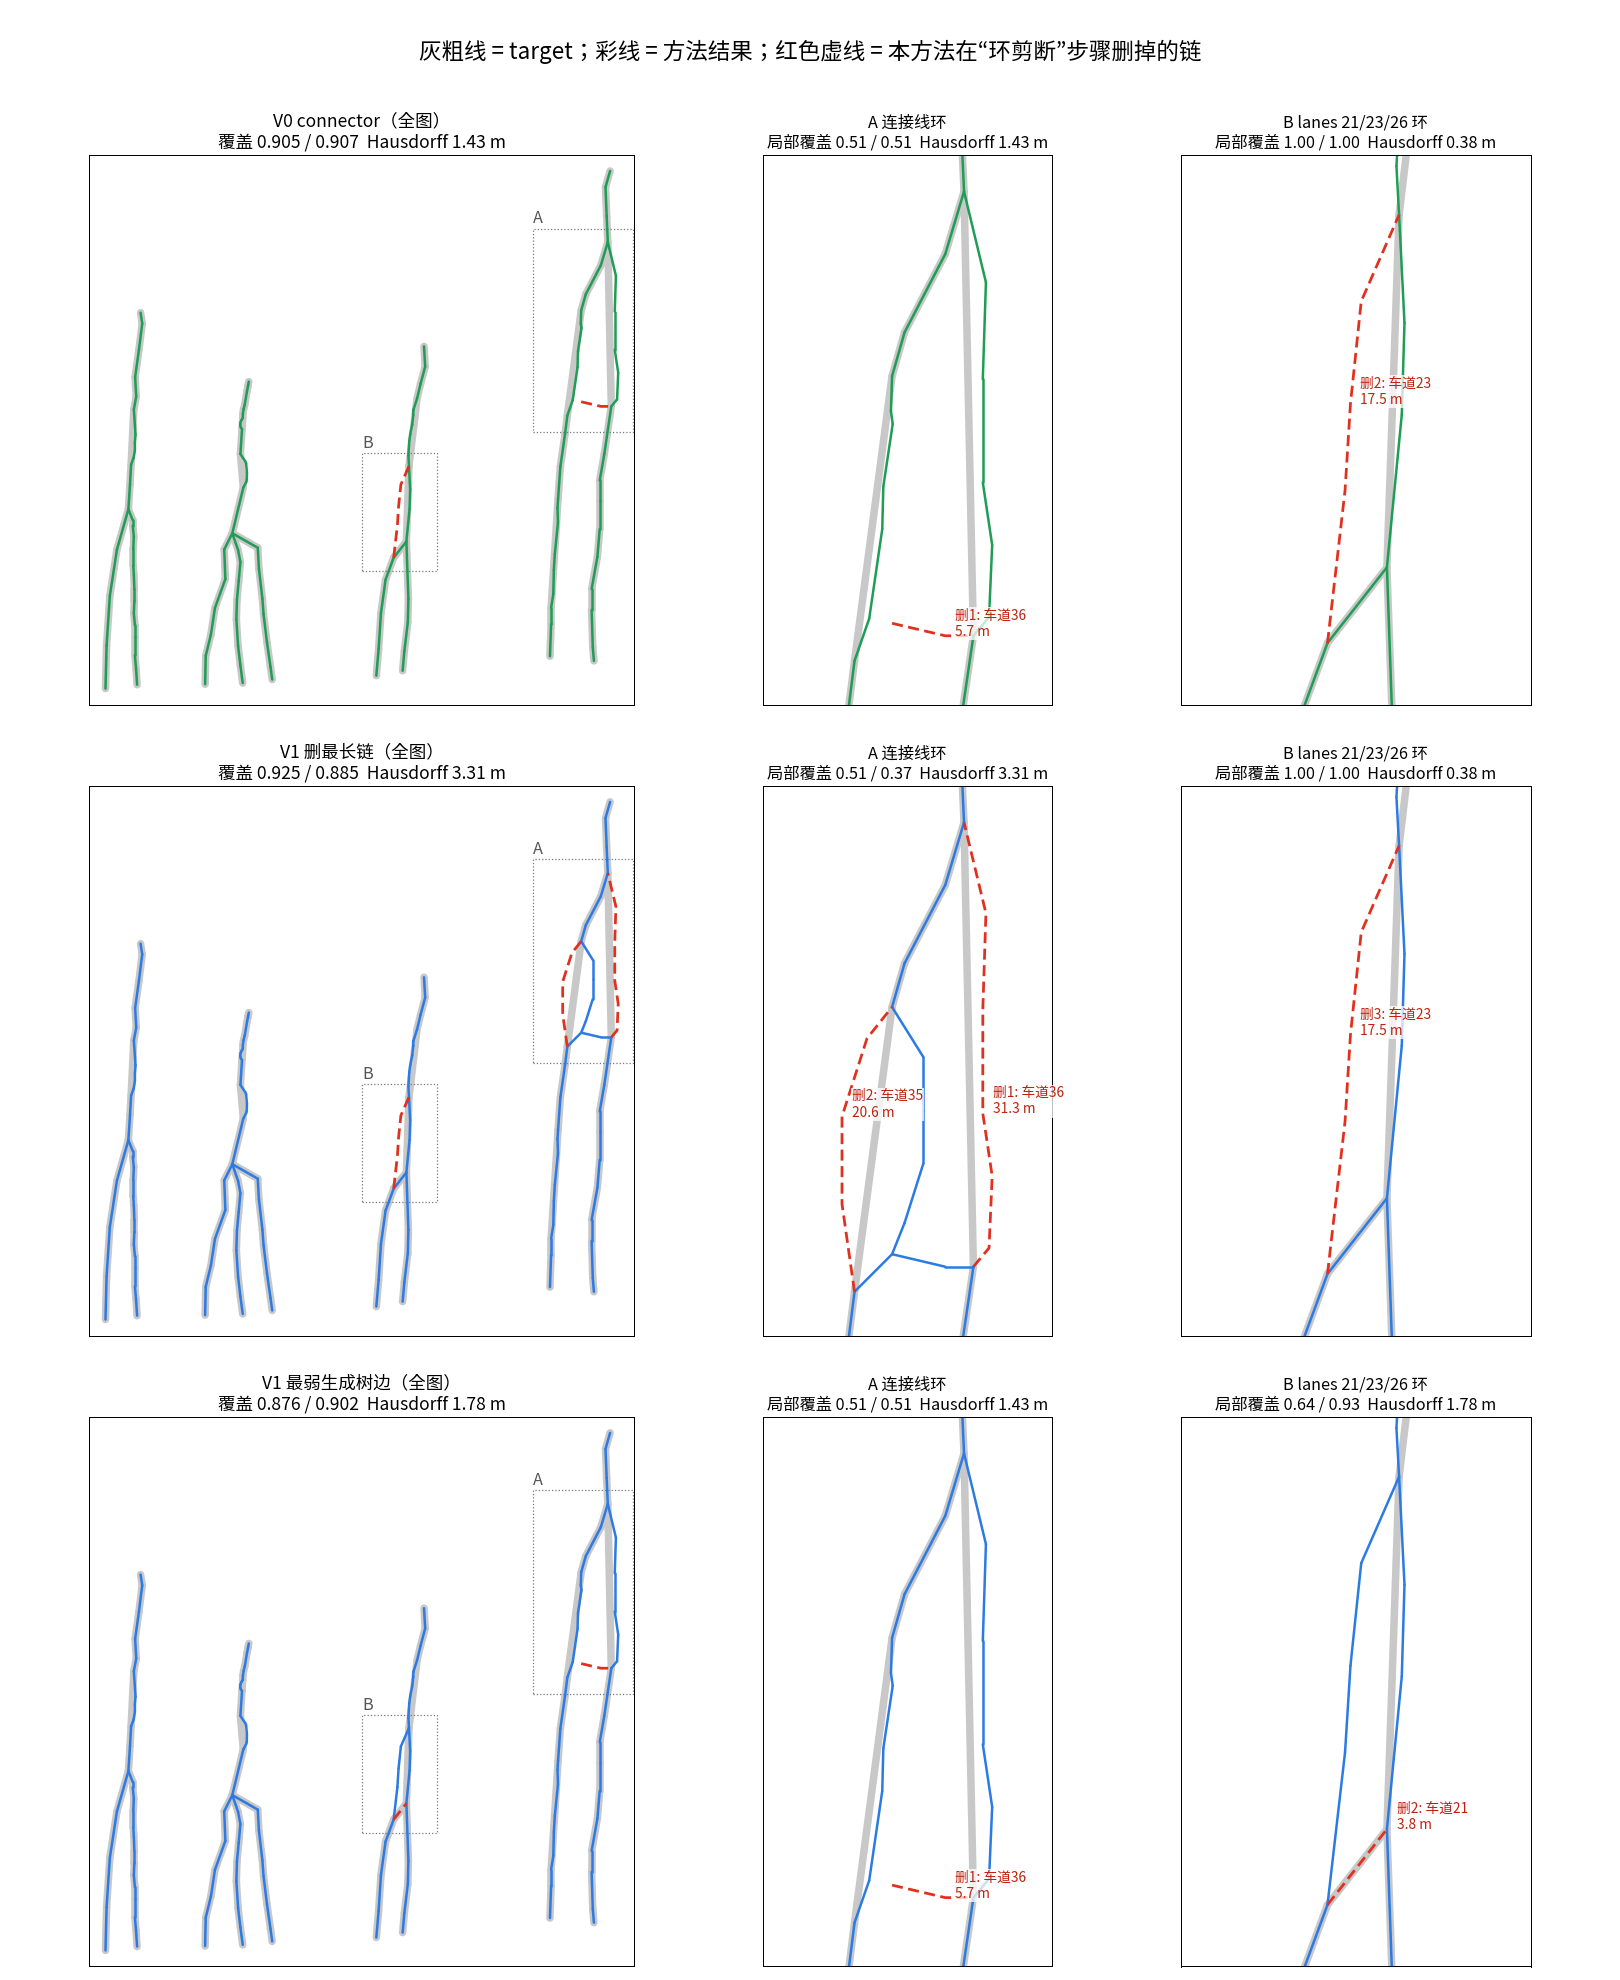 灰粗线 = target；彩线 = 方法结果；红色虚线 = 本方法在“环剪断”步骤删掉的链
V0 connector（全图）
覆盖 0.905 / 0.907  Hausdorff 1.43 m
A
B
A 连接线环
局部覆盖 0.51 / 0.51  Hausdorff 1.43 m
删1: 车道36
5.7 m
B lanes 21/23/26 环
局部覆盖 1.00 / 1.00  Hausdorff 0.38 m
删2: 车道23
17.5 m
V1 删最长链（全图）
覆盖 0.925 / 0.885  Hausdorff 3.31 m
A
B
A 连接线环
局部覆盖 0.51 / 0.37  Hausdorff 3.31 m
删2: 车道35
20.6 m
删1: 车道36
31.3 m
B lanes 21/23/26 环
局部覆盖 1.00 / 1.00  Hausdorff 0.38 m
删3: 车道23
17.5 m
V1 最弱生成树边（全图）
覆盖 0.876 / 0.902  Hausdorff 1.78 m
A
B
A 连接线环
局部覆盖 0.51 / 0.51  Hausdorff 1.43 m
删1: 车道36
5.7 m
B lanes 21/23/26 环
局部覆盖 0.64 / 0.93  Hausdorff 1.78 m
删2: 车道21
3.8 m